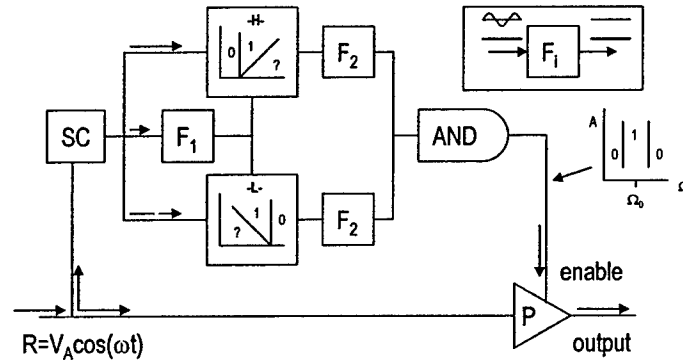 -H-
0 1 ?
F2
Fi
SC
F1
AND
A
0 1 0
Ω
Ω0
-L-
? 1 0
F2
enable
P
R=VAcos(ωt)
output